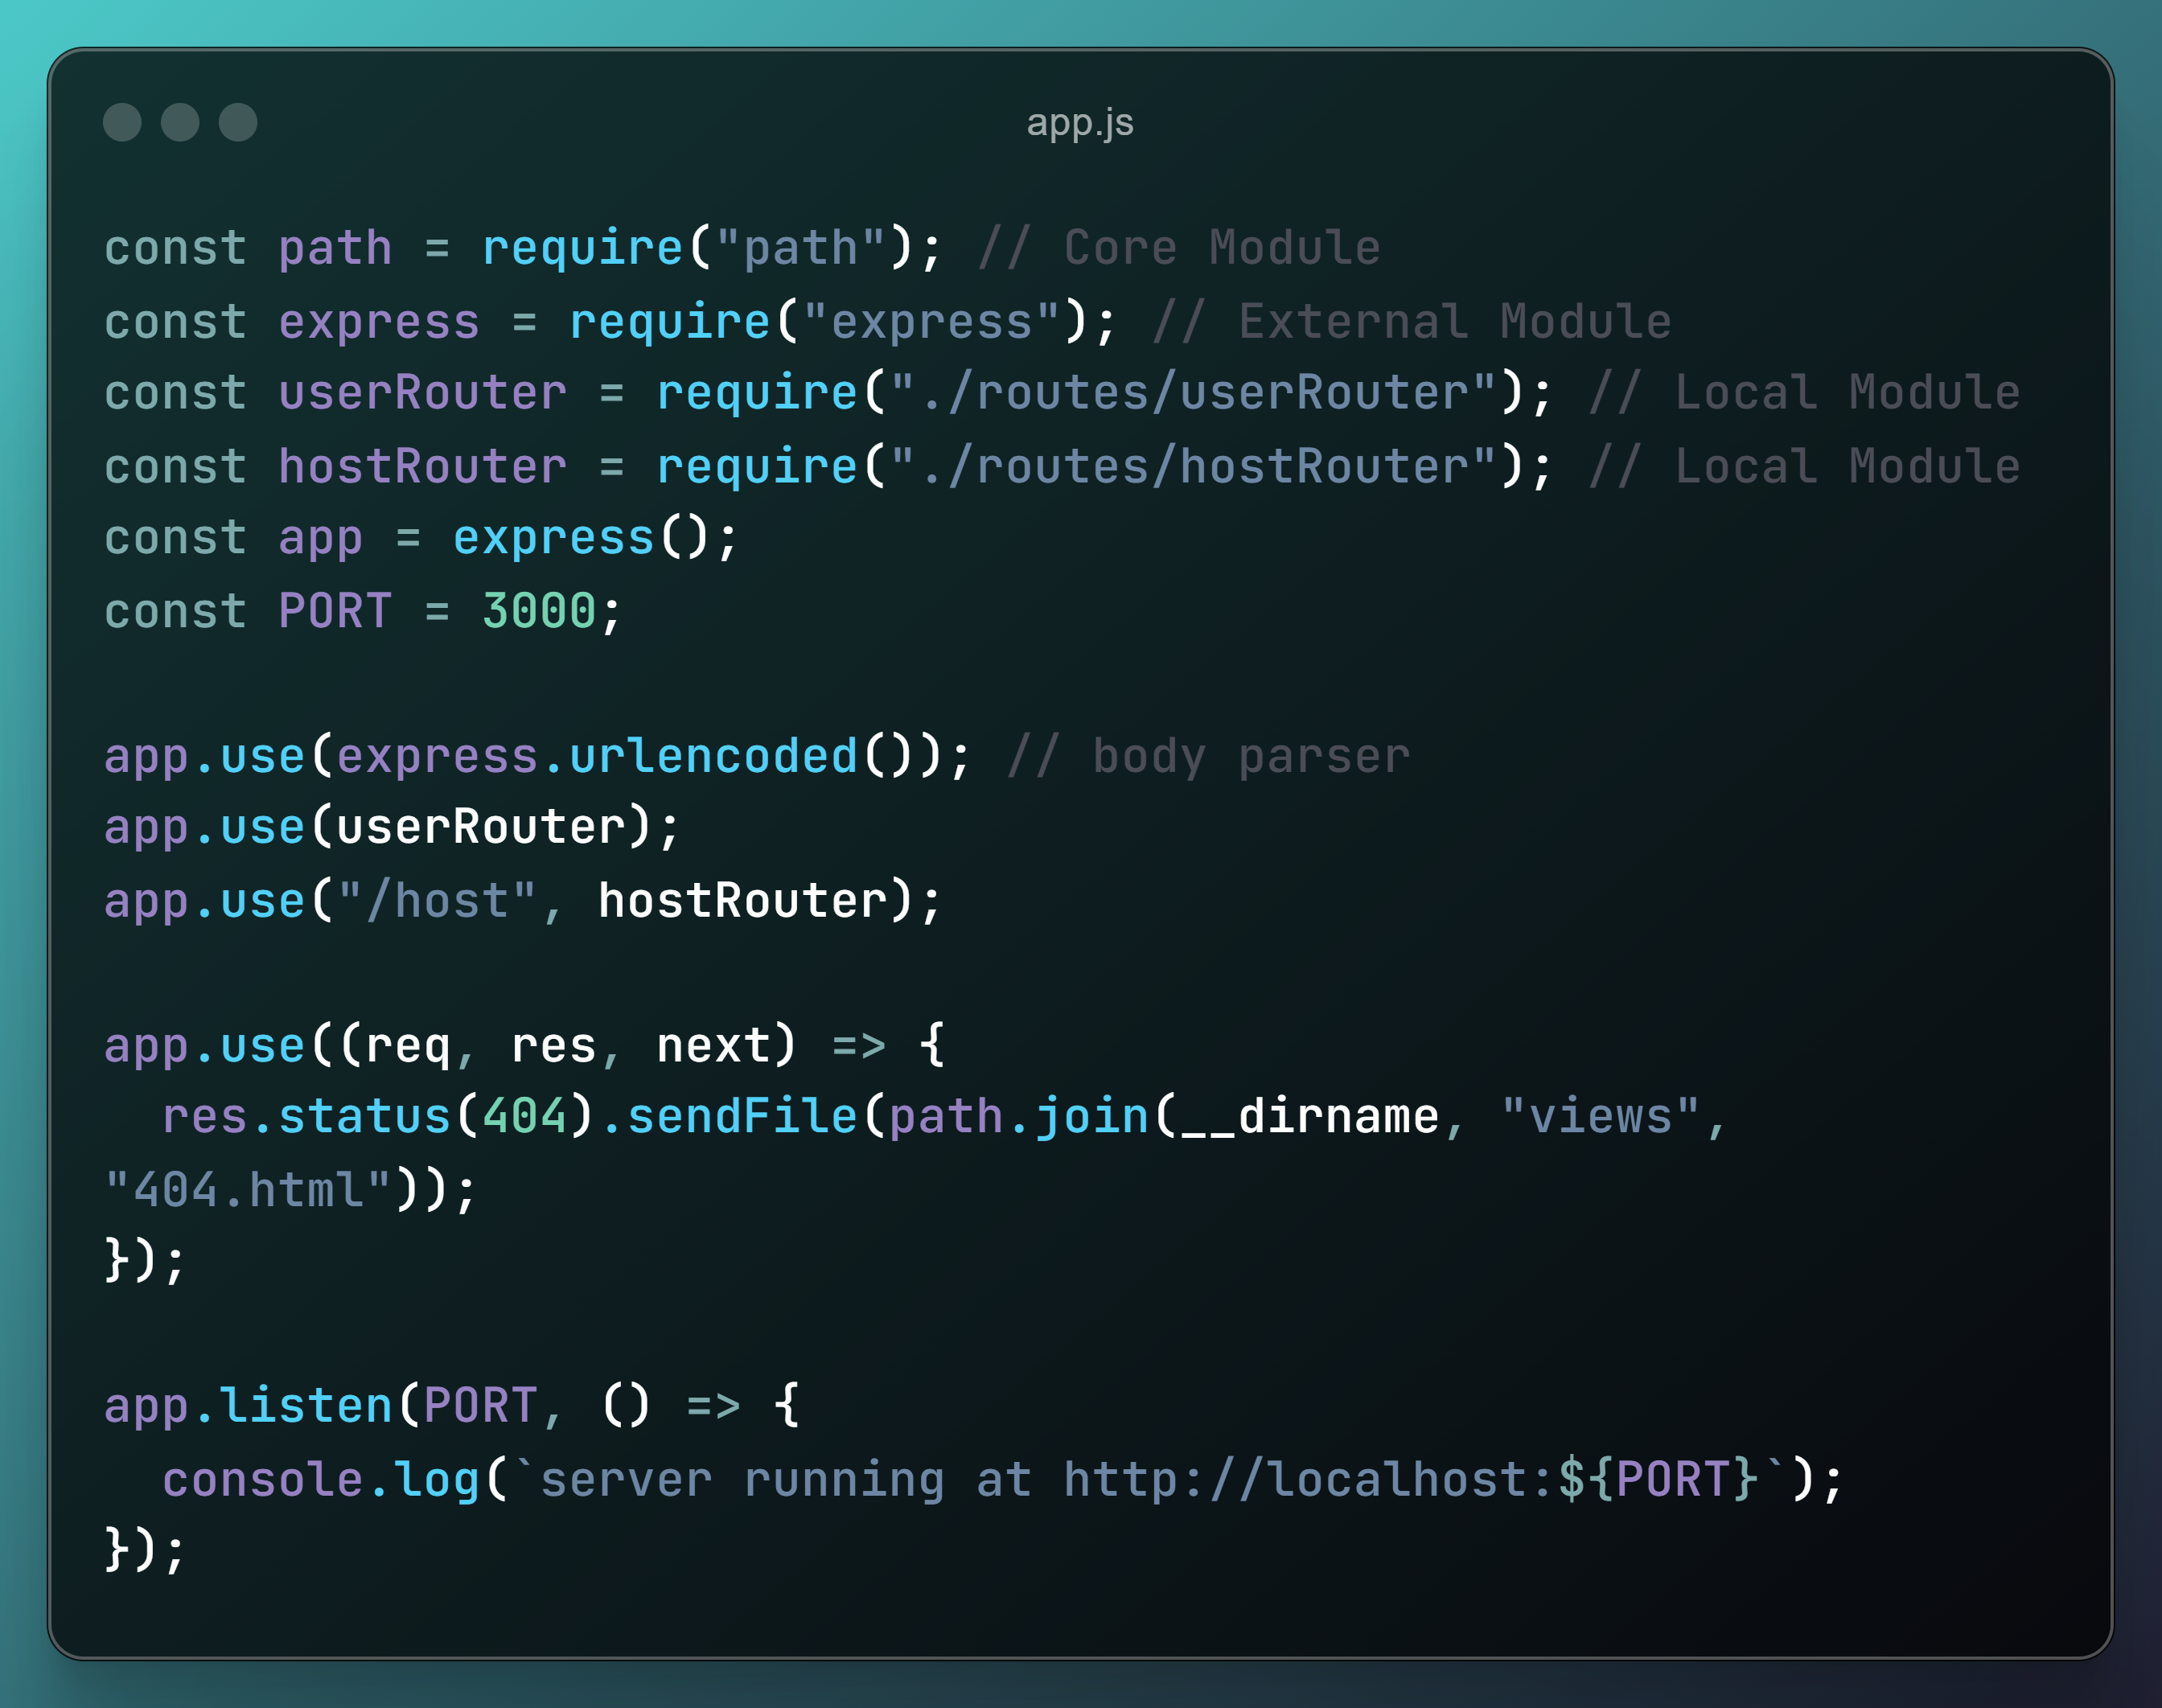 app.js
const path = require("path"); // Core Module
const express = require("express"); // External Module
const userRouter = require("./routes/userRouter"); // Local Module
const hostRouter = require("./routes/hostRouter"); // Local Module
const app = express();
const PORT = 3000;

app.use(express.urlencoded()); // body parser
app.use(userRouter);
app.use("/host", hostRouter);

app.use((req, res, next) => {
  res.status(404).sendFile(path.join(__dirname, "views",
"404.html"));
});

app.listen(PORT, () => {
  console.log(`server running at http://localhost:${PORT}`);
});